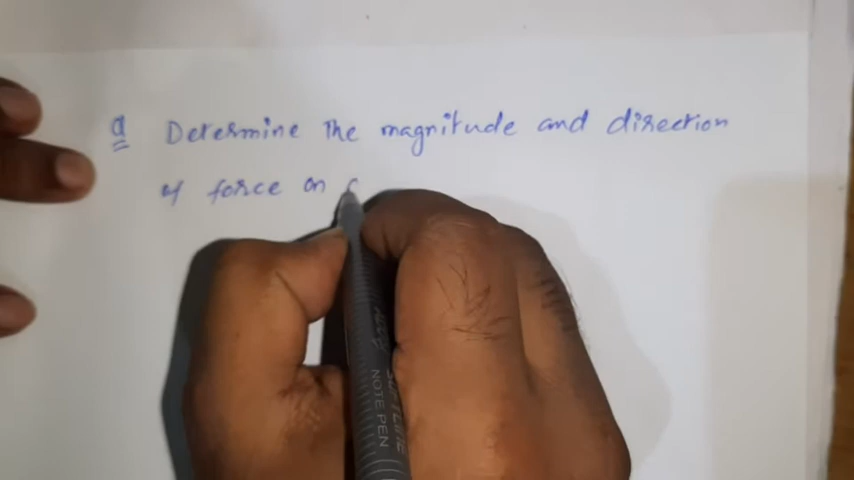 Q Determine the magnitude and direction
of force on
NOTE PEN